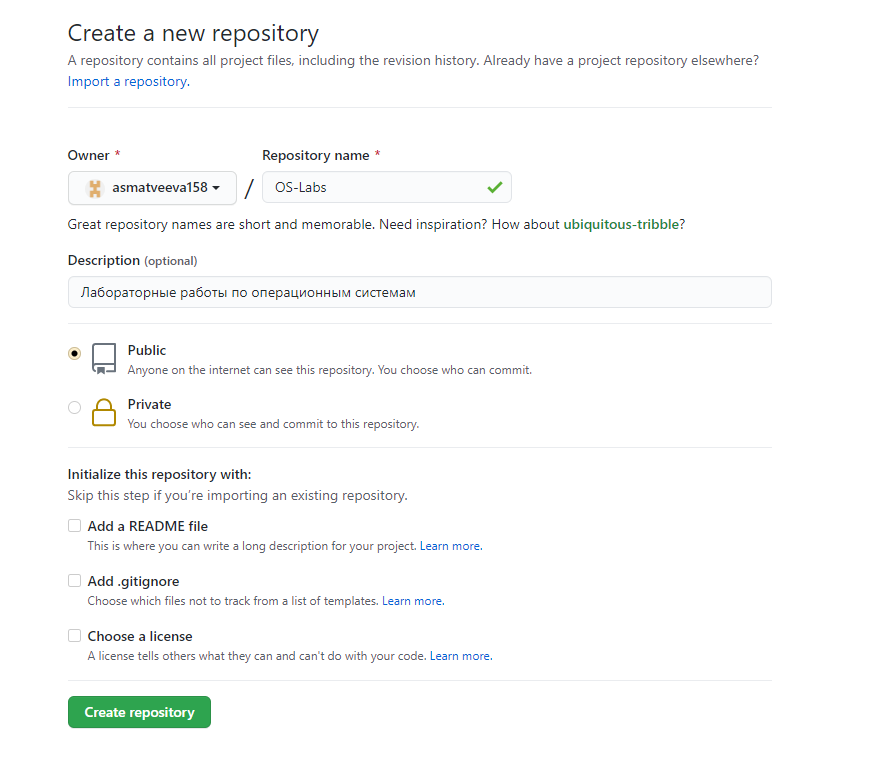 Create a new repository
A repository contains all project files, including the revision history. Already have a project repository elsewhere?
Import a repository.
Owner * Repository name *
asmatveeva158 / OS-Labs
Great repository names are short and memorable. Need inspiration? How about ubiquitous-tribble?
Description (optional)
Лабораторные работы по операционным системам
Public
Anyone on the internet can see this repository. You choose who can commit.
Private
You choose who can see and commit to this repository.
Initialize this repository with:
Skip this step if you're importing an existing repository.
Add a README file
This is where you can write a long description for your project. Learn more.
Add .gitignore
Choose which files not to track from a list of templates. Learn more.
Choose a license
A license tells others what they can and can't do with your code. Learn more.
Create repository